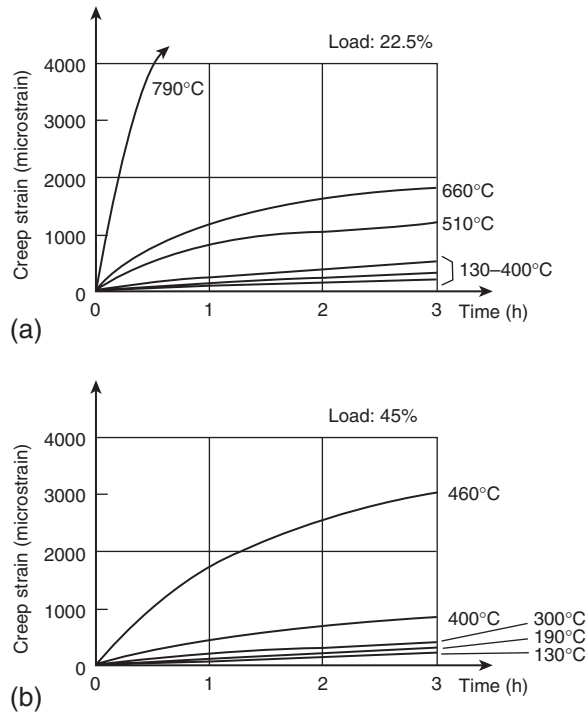 Load: 22.5%
Creep strain (microstrain)
4000
3000
2000
1000
0
790°C
660°C
510°C
130–400°C
0
1
2
3
Time (h)
(a)
Load: 45%
Creep strain (microstrain)
4000
3000
2000
1000
0
460°C
400°C
300°C
190°C
130°C
0
1
2
3
Time (h)
(b)